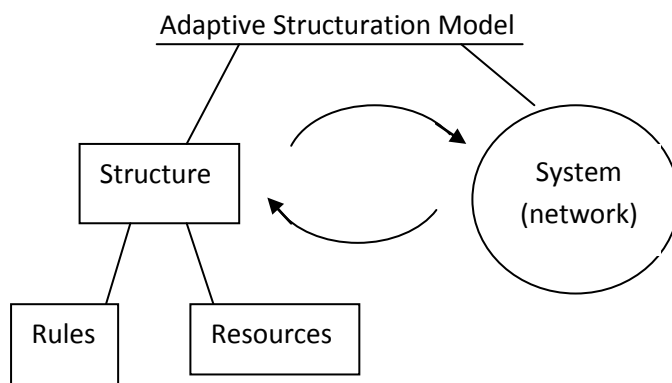 Adaptive Structuration Model
Structure
System
(network)
Rules
Resources